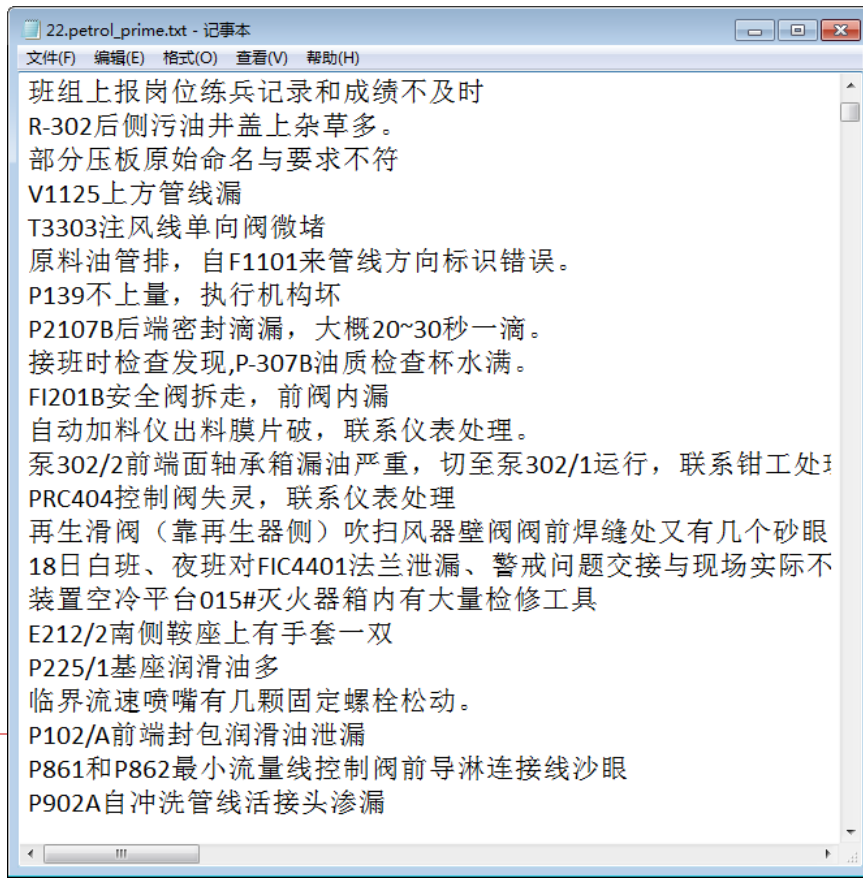 22.petrol_prime.txt - 记事本
文件(F) 编辑(E) 格式(O) 查看(V) 帮助(H)
班组上报岗位练兵记录和成绩不及时
R-302后侧污油井盖上杂草多。
部分压板原始命名与要求不符
V1125上方管线漏
T3303注风线单向阀微堵
原料油管排，自F1101来管线方向标识错误。
P139不上量，执行机构坏
P2107B后端密封滴漏，大概20~30秒一滴。
接班时检查发现,P-307B油质检查杯水满。
FI201B安全阀拆走，前阀内漏
自动加料仪出料膜片破，联系仪表处理。
泵302/2前端面轴承箱漏油严重，切至泵302/1运行，联系钳工处
PRC404控制阀失灵，联系仪表处理
再生滑阀（靠再生器侧）吹扫风器壁阀阀前焊缝处又有几个砂眼
18日白班、夜班对FIC4401法兰泄漏、警戒问题交接与现场实际不
装置空冷平台015#灭火器箱内有大量检修工具
E212/2南侧鞍座上有手套一双
P225/1基座润滑油多
临界流速喷嘴有几颗固定螺栓松动。
P102/A前端封包润滑油泄漏
P861和P862最小流量线控制阀前导淋连接线沙眼
P902A自冲洗管线活接头渗漏